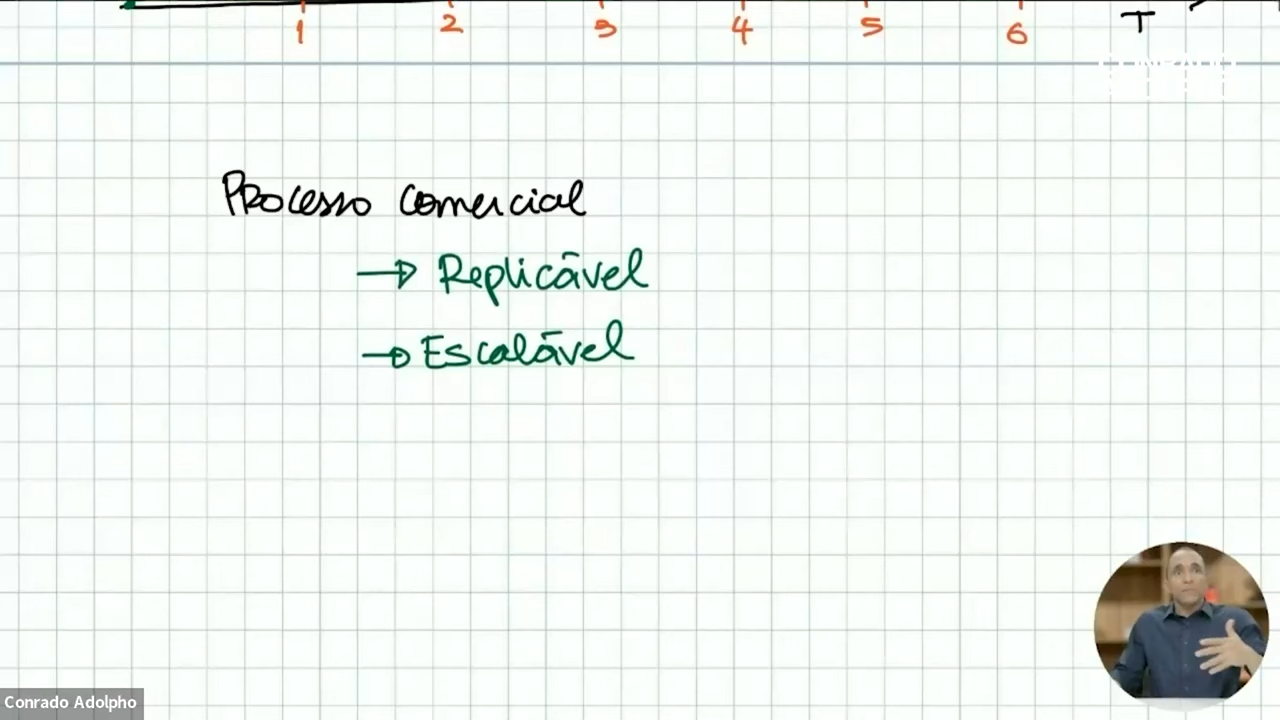 1 2 3 4 5 6 T
Processo comercial
→ Replicável
→ Escalável
Conrado Adolpho